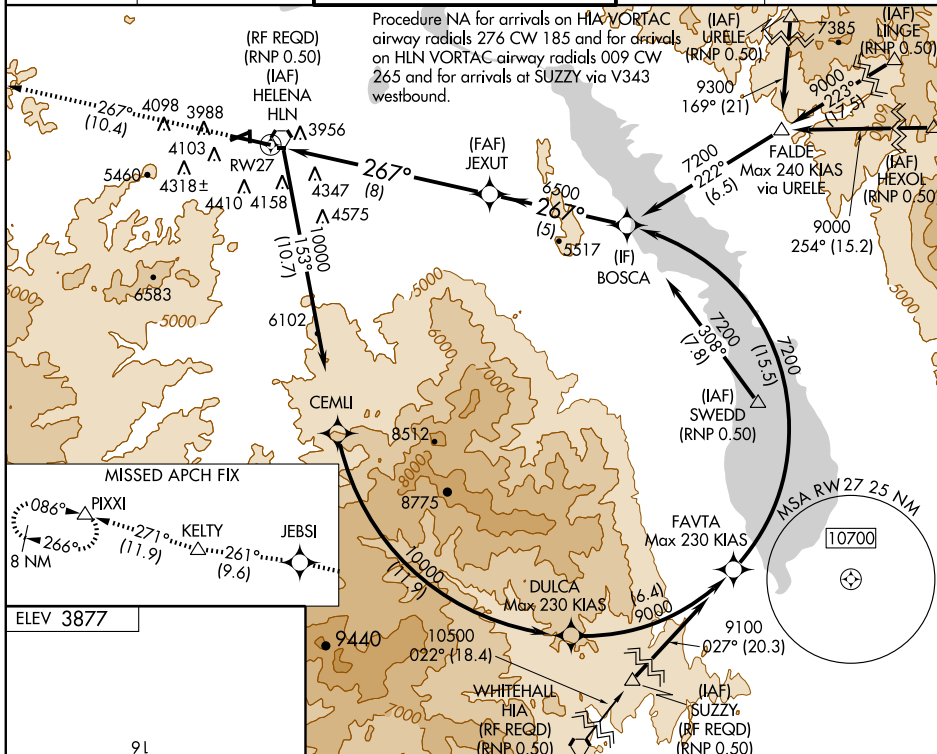 Procedure NA for arrivals on HIA VORTAC
airway radials 276 CW 185 and for arrivals
on HLN VORTAC airway radials 009 CW
265 and for arrivals at SUZZY via V343
westbound.
(IAF)
URELE
(RNP 0.50)
7385
(IAF)
LINGE
(RNP 0.50)
9300
169° (21)
9000
223°
(17.5)
(RF REQD)
(RNP 0.50)
(IAF)
HELENA
HLN
267°
(10.4)
4098
3988
3956
4103
RW27
5460
4318±
4410
4158
4347
4575
267°
(8)
(FAF)
JEXUT
6500
267°
(5)
5517
(IF)
BOSCA
7200
222°
(6.5)
FALDE
Max 240 KIAS
via URELE
(IAF)
HEXOL
(RNP 0.50)
9000
254° (15.2)
9000
10000
153°
(10.7)
6583
5000
5000
5000
6102
6000
7000
7200
308°
(7.8)
7200
(15.5)
(IAF)
SWEDD
(RNP 0.50)
CEMLI
8512
8000
8775
MISSED APCH FIX
086°
PIXXI
266°
8 NM
271°
(11.9)
KELTY
261°
(9.6)
JEBSI
MSA RW27 25 NM
10700
FAVTA
Max 230 KIAS
10000
(11.9)
DULCA
Max 230 KIAS
(6.4)
9000
ELEV 3877
9440
10500
022° (18.4)
9100
027° (20.3)
WHITEHALL
HIA
(RF REQD)
(RNP 0.50)
(IAF)
SUZZY
(RF REQD)
(RNP 0.50)
91